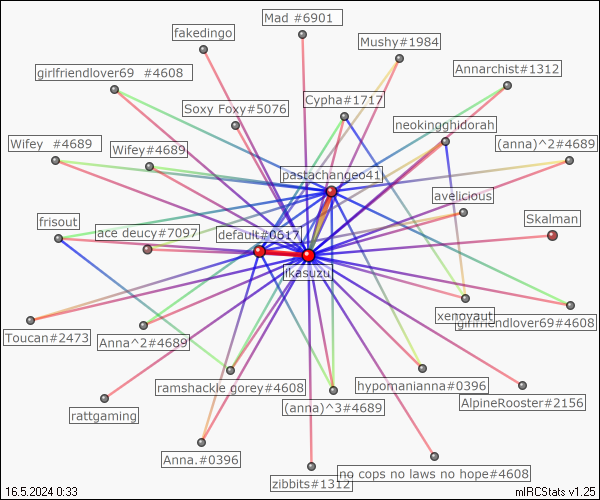 Mad #6901
fakedingo
Mushy#1984
girlfriendlover69 #4608
Annarchist#1312
Soxy Foxy#5076
Cypha#1717
neokingghidorah
Wifey #4689
Wifey#4689
(anna)^2#4689
pastachangeo41
avelicious
frisout
ace deucy#7097
default#0617
Skalman
ikasuzu
xenoyaut
girlfriendlover69#4608
Toucan#2473
Anna^2#4689
ramshackle gorey#4608
hypomanianna#0396
(anna)^3#4689
AlpineRooster#2156
rattgaming
Anna.#0396
zibbits#1312
no cops no laws no hope#4608
16.5.2024 0:33
mIRCStats v1.25